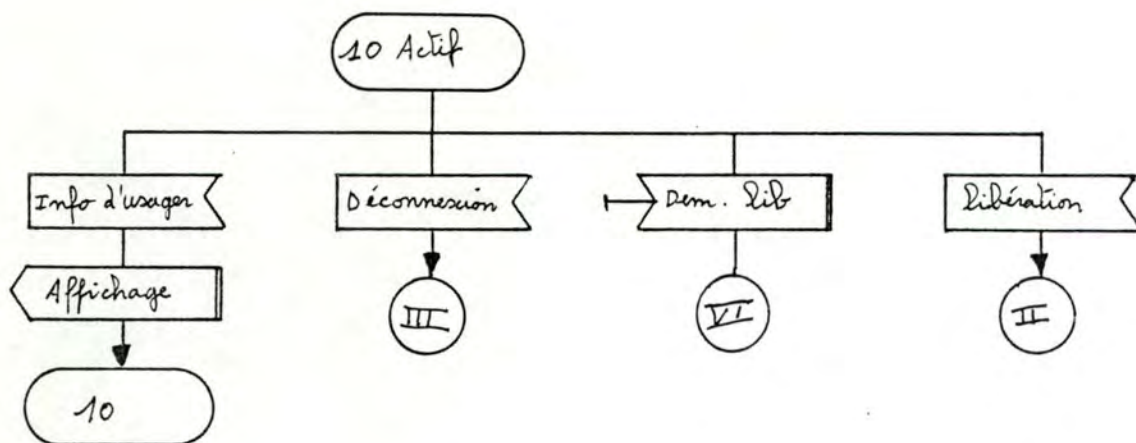 10 Actif
Info d'usager
Déconnexion
Dem. lib
libération
Affichage
III
VI
II
10